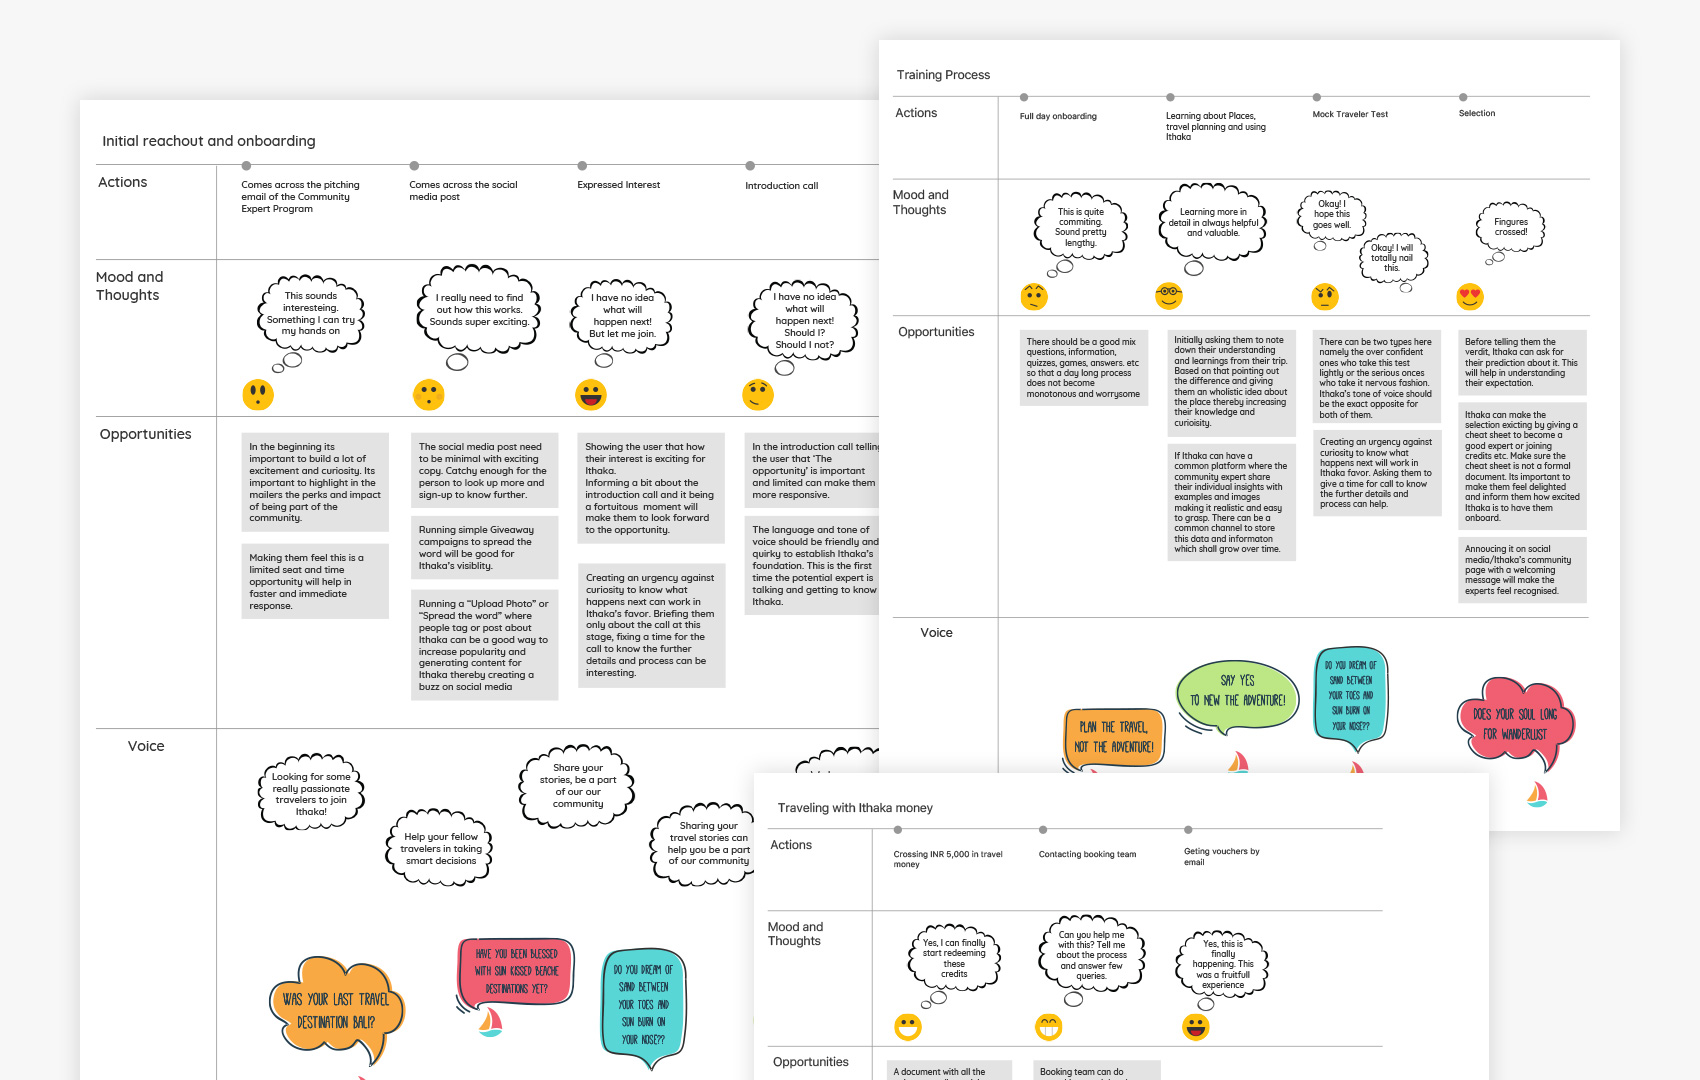 Initial reachout and onboarding
Actions
Comes across the pitching
email of the Community
Expert Program
Comes across the social
media post
Expressed Interest
Introduction call
Mood and
Thoughts
This sounds
interesteing.
Something I can try
my hands on
I really need to find
out how this works.
Sounds super exciting.
I have no idea
what will
happen next!
But let me join.
I have no idea
what will
happen next!
Should I?
Should I not?
Opportunities
In the beginning its
important to build a lot of
excitement and curiosity. Its
important to highlight in the
mailers the perks and impact
of being part of the
community.
Making them feel this is a
limited seat and time
opportunity will help in
faster and immediate
response.
The social media post need
to be minimal with exciting
copy. Catchy enough for the
person to look up more and
sign-up to know further.
Running simple Giveaway
campaigns to spread the
word will be good for
Ithaka's visiblity.
Running a “Upload Photo” or
“Spread the word” where
people tag or post about
Ithaka can be a good way to
increase popularity and
generating content for
Ithaka thereby creating a
buzz on social media
Showing the user that how
their interest is exciting for
Ithaka.
Informing a bit about the
introduction call and it being
a fortuitous moment will
make them to look forward
to the opportunity.
Creating an urgency against
curiosity to know what
happens next can work in
Ithaka's favor. Briefing them
only about the call at this
stage, fixing a time for the
call to know the further
details and process can be
interesting.
In the introduction call telling
the user that ‘The
opportunity’ is important
and limited can make them
more responsive.
The language and tone of
voice should be friendly and
quirky to establish Ithaka's
foundation. This is the first
time the potential expert is
talking and getting to know
Ithaka.
Voice
Looking for some
really passionate
travelers to join
Ithaka!
Help your fellow
travelers in taking
smart decisions
Share your
stories, be a part
of our our
community
Sharing your
travel stories can
help you be a part
of our community
WAS YOUR LAST TRAVEL
DESTINATION BALI?
HAVE YOU BEEN BLESSED
WITH SUN KISSED BEACHE
DESTINATIONS YET?
DO YOU DREAM OF
SAND BETWEEN
YOUR TOES AND
SUN BURN ON
YOUR NOSE??
Training Process
Actions
Full day onboarding
Learning about Places,
travel planning and using
Ithaka
Mock Traveler Test
Selection
Mood and
Thoughts
This is quite
commiting.
Sound pretty
lengthy.
Learning more in
detail in always helpful
and valuable.
Okay! I
hope this
goes well.
Okay! I will
totally nail
this.
Fingures
crossed!
Opportunities
There should be a good mix
questions, information,
quizzes, games, answers. etc
so that a day long process
does not become
monotonous and worrysome
Initially asking them to note
down their understanding
and learnings from their trip.
Based on that pointing out
the difference and giving
them an wholistic idea about
the place thereby increasing
their knowledge and
curioisity.
If Ithaka can have a
common platform where the
community expert share
their individual insights with
examples and images
making it realistic and easy
to grasp. There can be a
common channel to store
this data and informaton
which shall grow over time.
There can be two types here
namely the over confident
ones who take this test
lightly or the serious onces
who take it nervous fashion.
Ithaka's tone of voice should
be the exact opposite for
both of them.
Creating an urgency against
curiosity to know what
happens next will work in
Ithaka favor. Asking them to
give a time for call to know
the further details and
process can help.
Before telling them the
verdit, Ithaka can ask for
their prediction about it. This
will help in understanding
their expectation.
Ithaka can make the
selection exicting by giving a
cheat sheet to become a
good expert or joining
credits etc. Make sure the
cheat sheet is not a formal
document. Its important to
make them feel delighted
and inform them how excited
Ithaka is to have them
onboard.
Annoucing it on social
media/Ithaka's community
page with a welcoming
message will make the
experts feel recognised.
Voice
PLAN THE TRAVEL,
NOT THE ADVENTURE!
SAY YES
TO NEW THE ADVENTURE!
DO YOU DREAM OF
SAND BETWEEN
YOUR TOES AND
SUN BURN ON
YOUR NOSE??
DOES YOUR SOUL LONG
FOR WANDERLUST
Traveling with Ithaka money
Actions
Crossing INR 5,000 in travel
money
Contacting booking team
Geting vouchers by
email
Mood and
Thoughts
Yes, I can finally
start redeeming
these
credits
Can you help me
with this? Tell me
about the process
and answer few
queries.
Yes, this is
finally
happening. This
was a fruitfull
experience
Opportunities
A document with all the
Booking team can do